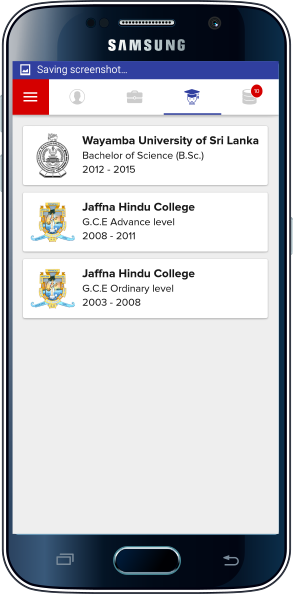 SAMSUNG
Saving screenshot...
10
Wayamba University of Sri Lanka
Bachelor of Science (B.Sc.)
2012 - 2015
Jaffna Hindu College
G.C.E Advance level
2008 - 2011
Jaffna Hindu College
G.C.E Ordinary level
2003 - 2008